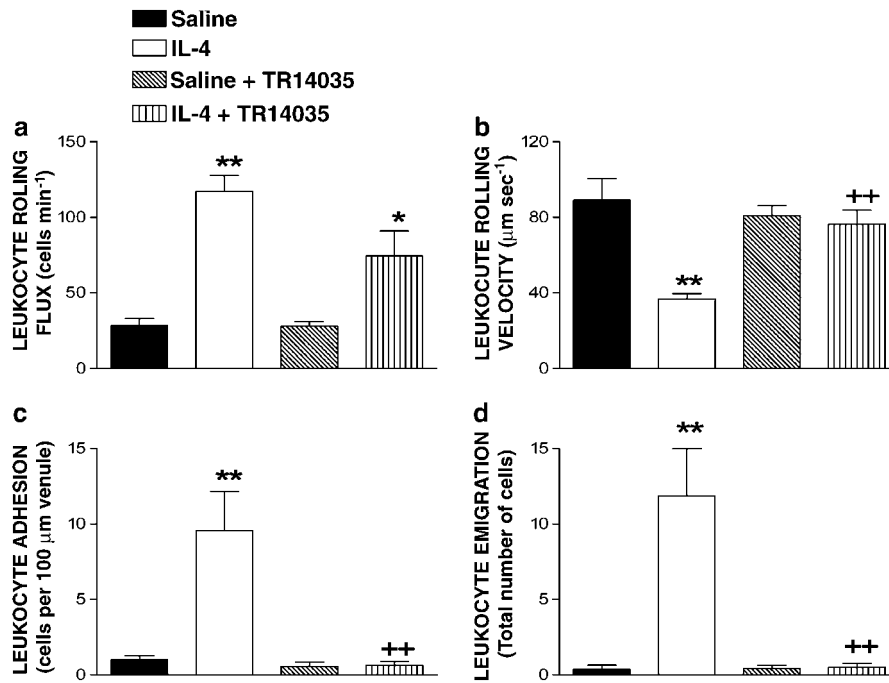 Saline
IL-4
Saline + TR14035
IL-4 + TR14035
a
LEUKOCYTE ROLING
FLUX (cells min-1)
150
100
50
0
**
*
b
LEUKOCUTE ROLLING
VELOCITY (μm sec-1)
120
80
40
0
**
++
c
LEUKOCYTE ADHESION
(cells per 100 μm venule)
15
10
5
0
**
++
d
LEUKOCYTE EMIGRATION
(Total number of cells)
15
10
5
0
**
++